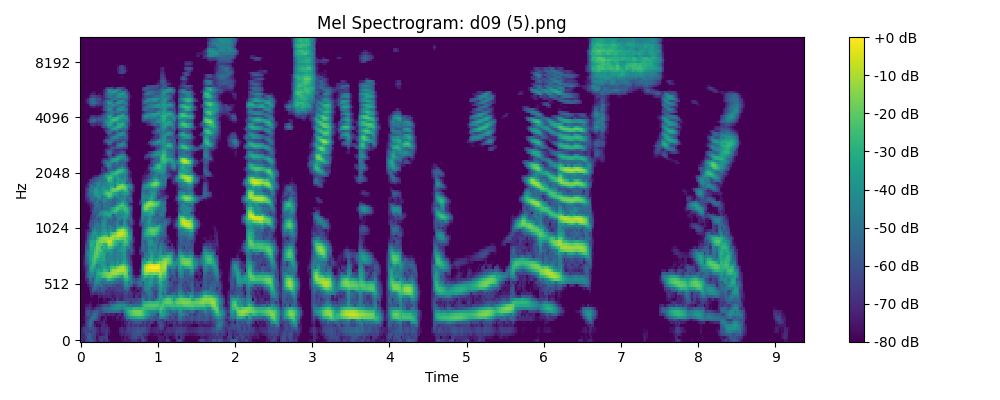 Mel Spectrogram: d09 (5).png
Hz
8192
4096
2048
1024
512
0
0 1 2 3 4 5 6 7 8 9
Time
+0 dB
-10 dB
-20 dB
-30 dB
-40 dB
-50 dB
-60 dB
-70 dB
-80 dB